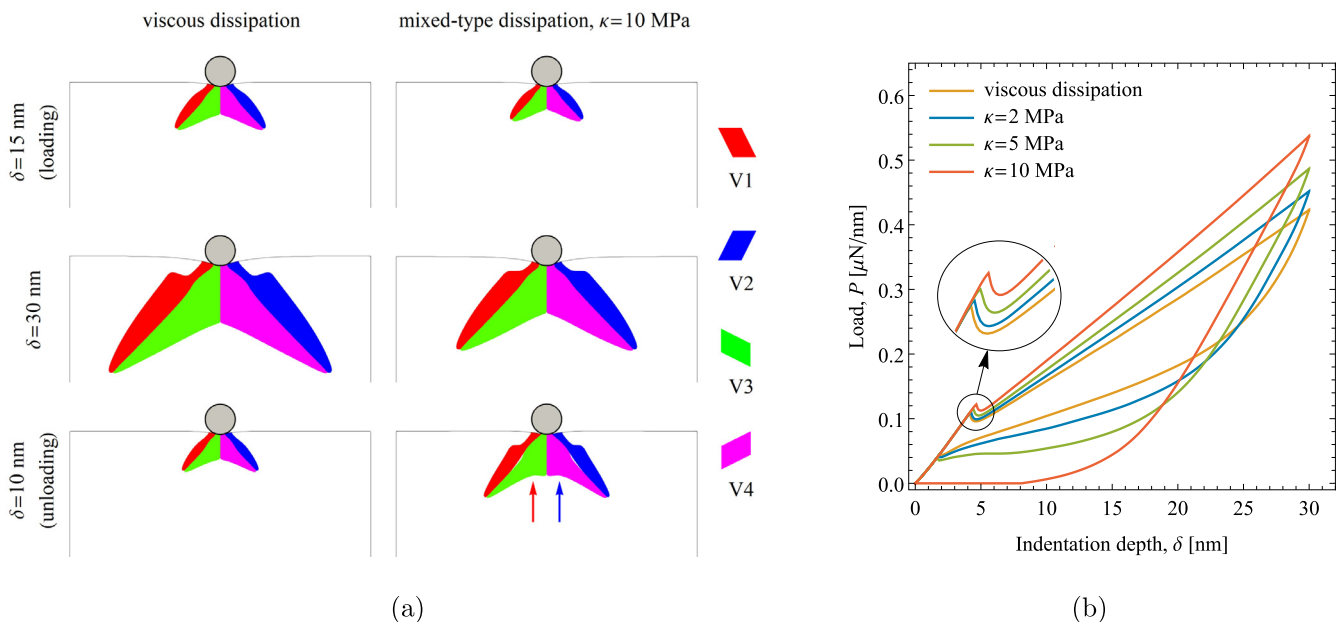 viscous dissipation
mixed-type dissipation, κ=10 MPa
δ=15 nm
(loading)
δ=30 nm
δ=10 nm
(unloading)
V1
V2
V3
V4
(a)
viscous dissipation
κ=2 MPa
κ=5 MPa
κ=10 MPa
Load, P [μN/nm]
0.6
0.5
0.4
0.3
0.2
0.1
0.0
0 5 10 15 20 25 30
Indentation depth, δ [nm]
(b)